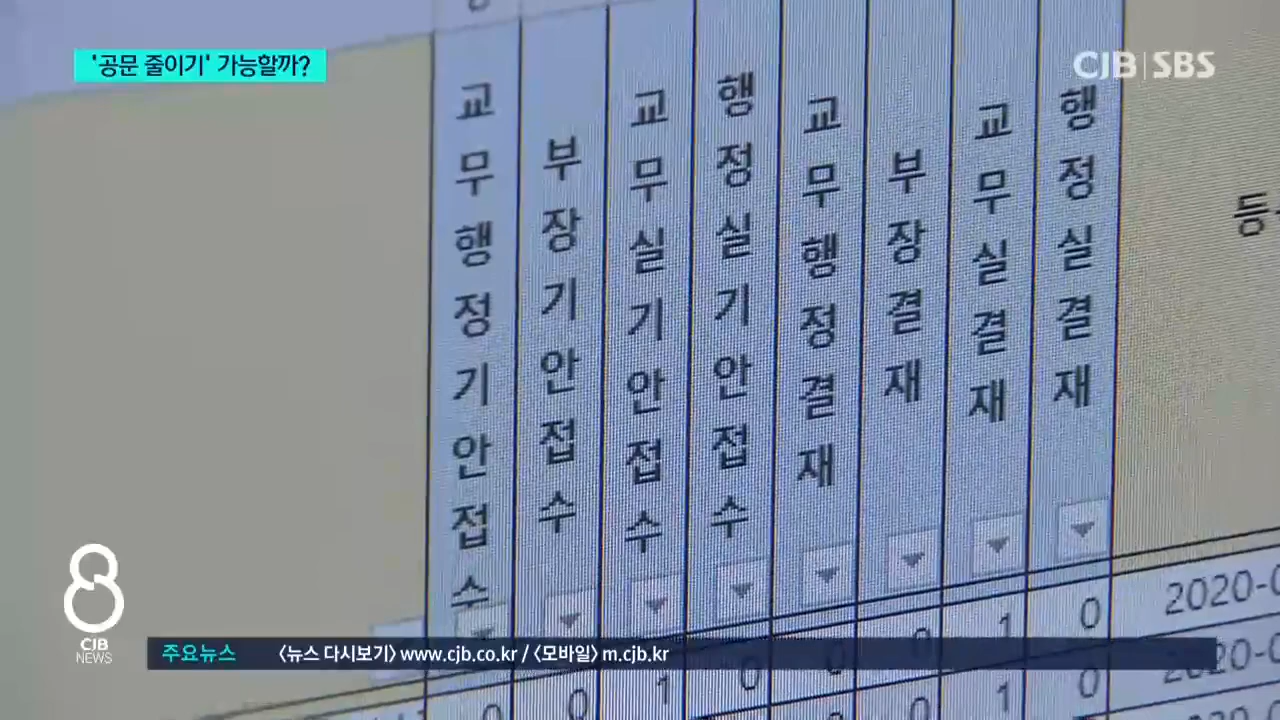 '공문 줄이기' 가능할까?
CJB SBS
교무행정기안접수
부장기안접수
교무실기안접수
행정실기안접수
교무행정결재
부장결재
교무실결재
행정실결재
등
0 1 0 2020-0
0 0 1 0 0 0 1 0
8
CJB
NEWS
주요뉴스 〈뉴스 다시보기〉 www.cjb.co.kr / 〈모바일〉 m.cjb.kr